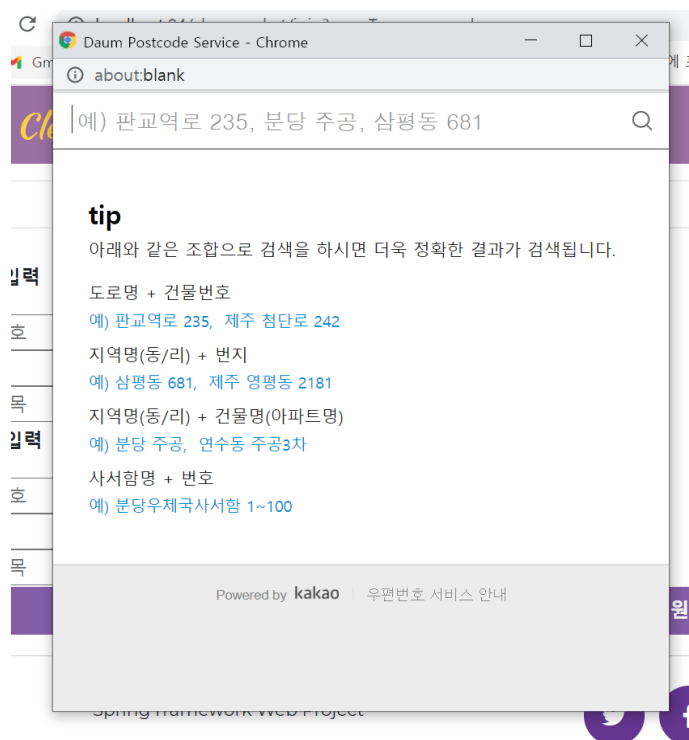 Daum Postcode Service - Chrome
about:blank
Gm
예) 판교역로 235, 분당 주공, 삼평동 681
tip
아래와 같은 조합으로 검색을 하시면 더욱 정확한 결과가 검색됩니다.
입력
도로명 + 건물번호
예) 판교역로 235, 제주 첨단로 242
호
지역명(동/리) + 번지
예) 삼평동 681, 제주 영평동 2181
목
지역명(동/리) + 건물명(아파트명)
입력
예) 분당 주공, 연수동 주공3차
사서함명 + 번호
호
예) 분당우체국사서함 1~100
목
Powered by kakao | 우편번호 서비스 안내
원
Spring framework Web Project